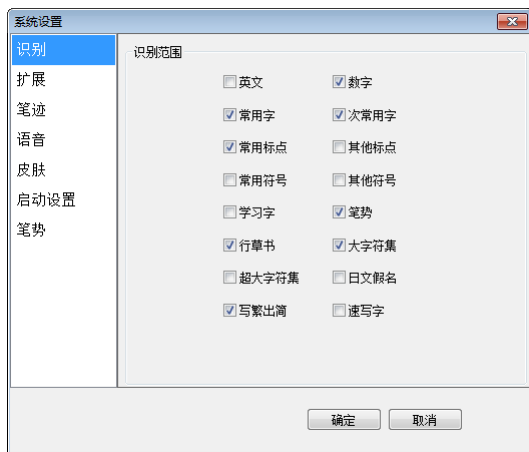 系统设置
识别
扩展
笔迹
语音
皮肤
启动设置
笔势
识别范围
英文 数字
常用字 次常用字
常用标点 其他标点
常用符号 其他符号
学习字 笔势
行草书 大字符集
超大字符集 日文假名
写繁出简 速写字
确定 取消